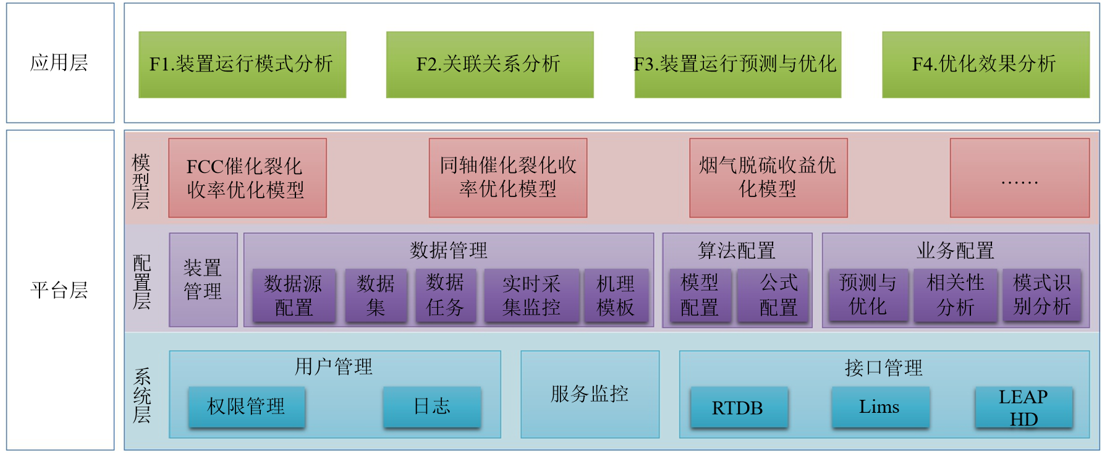 应用层
F1.装置运行模式分析
F2.关联关系分析
F3.装置运行预测与优化
F4.优化效果分析
平台层
模型层
FCC催化裂化
收率优化模型
同轴催化裂化收
率优化模型
烟气脱硫收益优
化模型
……
配置层
装置
管理
数据管理
数据源
配置
数据
集
数据
任务
实时采
集监控
机理
模板
算法配置
模型
配置
公式
配置
业务配置
预测与
优化
相关性
分析
模式识
别分析
系统层
用户管理
权限管理
日志
服务监控
接口管理
RTDB
Lims
LEAP
HD